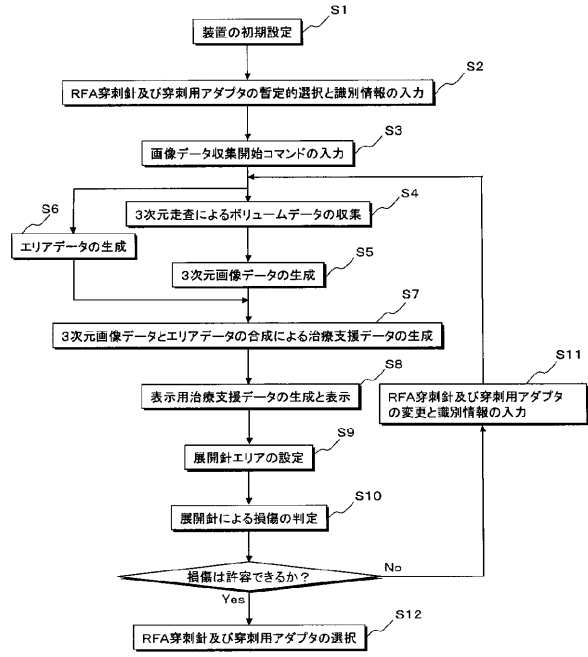 S1
装置の初期設定
S2
RFA穿刺針及び穿刺用アダプタの暫定的選択と識別情報の入力
S3
画像データ収集開始コマンドの入力
S4
3次元走査によるボリュームデータの収集
S6
エリアデータの生成
S5
3次元画像データの生成
S7
3次元画像データとエリアデータの合成による治療支援データの生成
S8
表示用治療支援データの生成と表示
S11
RFA穿刺針及び穿刺用アダプタ
の変更と識別情報の入力
S9
展開針エリアの設定
S10
展開針による損傷の判定
損傷は許容できるか?
No
Yes
S12
RFA穿刺針及び穿刺用アダプタの選択